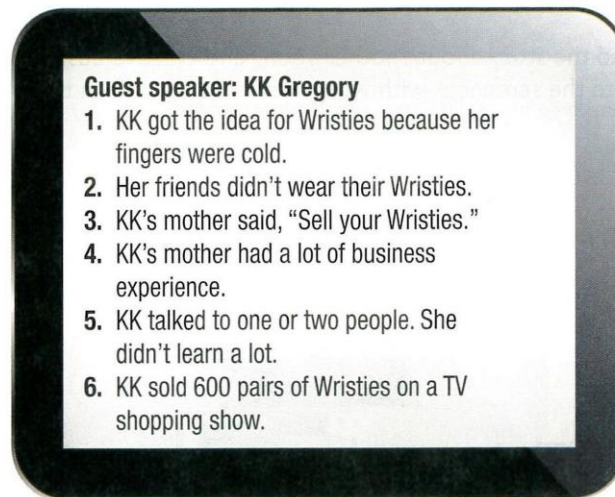 Guest speaker: KK Gregory
1. KK got the idea for Wristies because her
fingers were cold.
2. Her friends didn't wear their Wristies.
3. KK's mother said, “Sell your Wristies.”
4. KK's mother had a lot of business
experience.
5. KK talked to one or two people. She
didn't learn a lot.
6. KK sold 600 pairs of Wristies on a TV
shopping show.